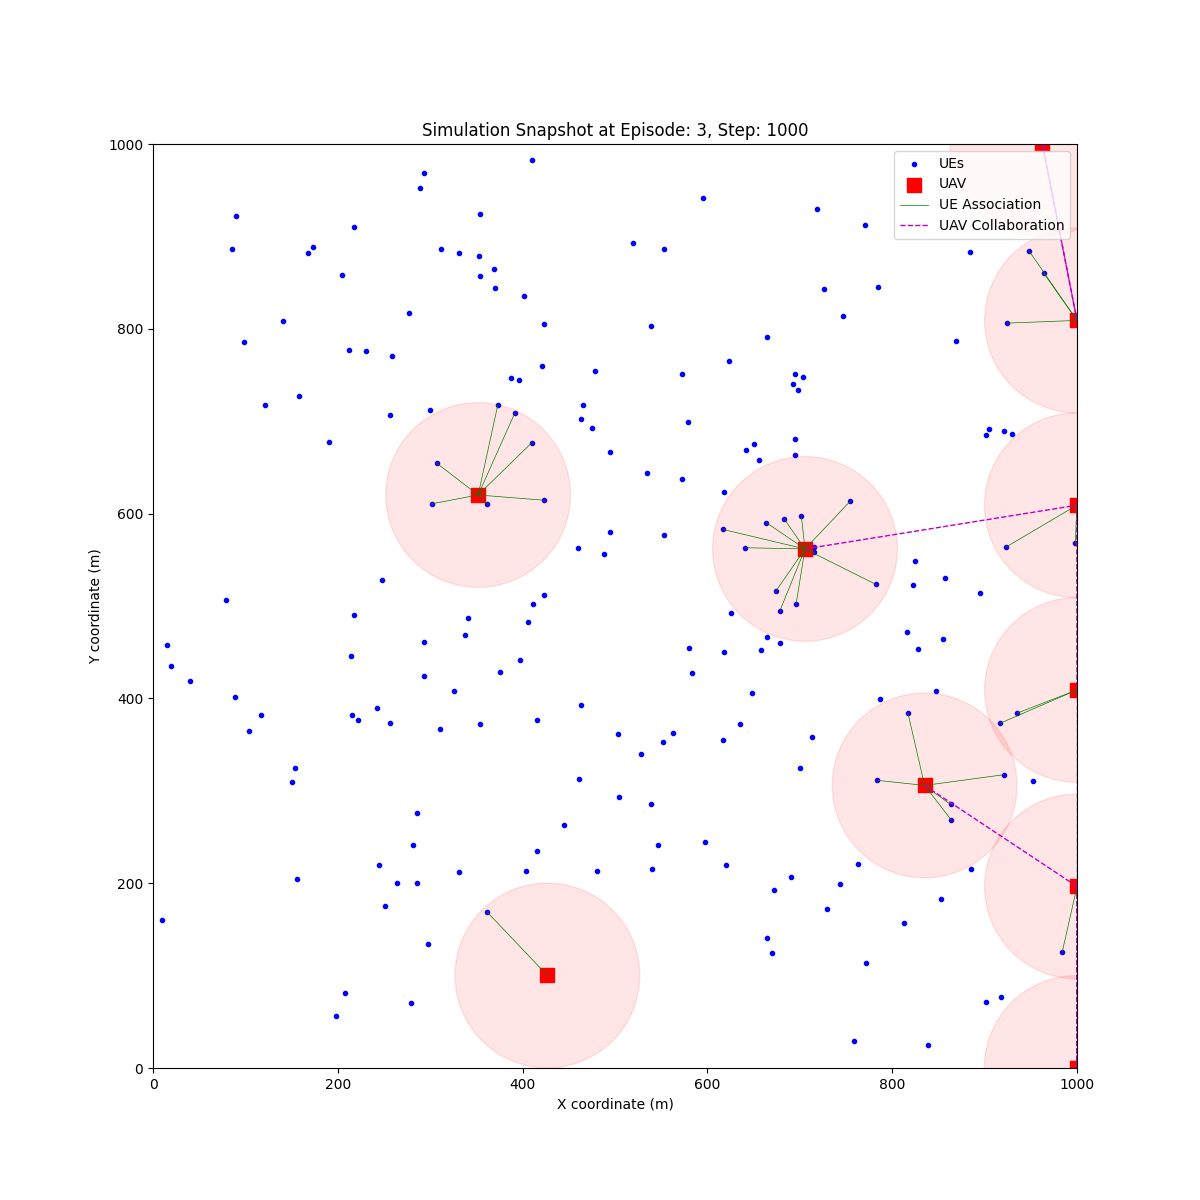 Simulation Snapshot at Episode: 3, Step: 1000
UEs
UAV
UE Association
UAV Collaboration
1000
800
600
400
200
0
Y coordinate (m)
0
200
400
600
800
1000
X coordinate (m)